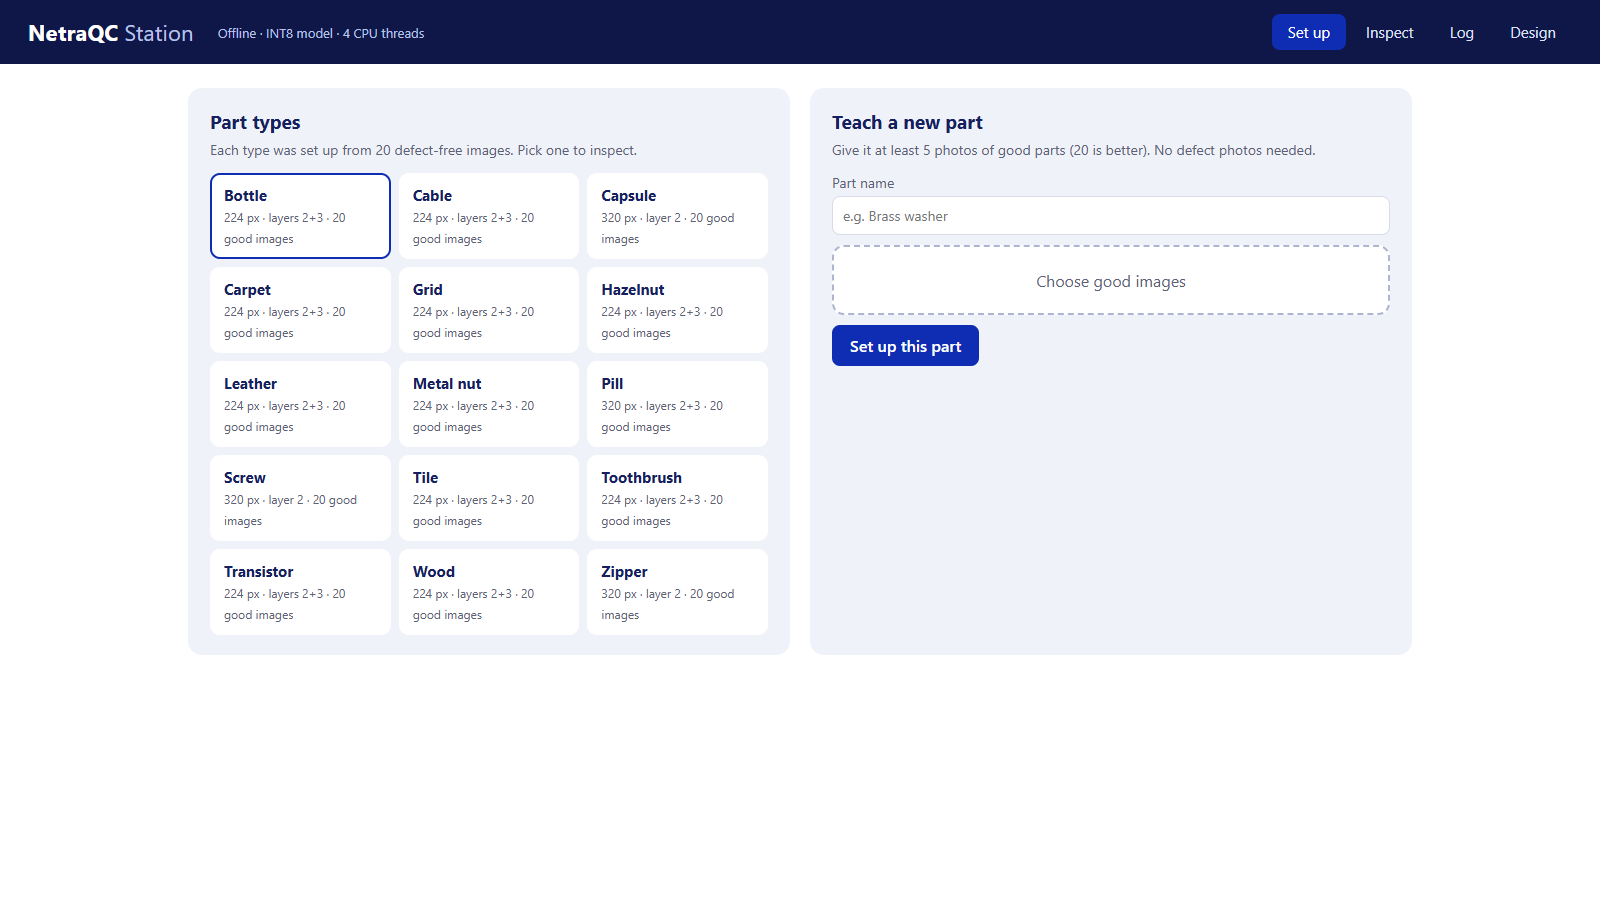 NetraQC Station
Offline · INT8 model · 4 CPU threads
Set up
Inspect
Log
Design
Part types
Each type was set up from 20 defect-free images. Pick one to inspect.
Bottle
224 px · layers 2+3 · 20
good images
Cable
224 px · layers 2+3 · 20
good images
Capsule
320 px · layer 2 · 20 good
images
Carpet
224 px · layers 2+3 · 20
good images
Grid
224 px · layers 2+3 · 20
good images
Hazelnut
224 px · layers 2+3 · 20
good images
Leather
224 px · layers 2+3 · 20
good images
Metal nut
224 px · layers 2+3 · 20
good images
Pill
320 px · layers 2+3 · 20
good images
Screw
320 px · layer 2 · 20 good
images
Tile
224 px · layers 2+3 · 20
good images
Toothbrush
224 px · layers 2+3 · 20
good images
Transistor
224 px · layers 2+3 · 20
good images
Wood
224 px · layers 2+3 · 20
good images
Zipper
320 px · layer 2 · 20 good
images
Teach a new part
Give it at least 5 photos of good parts (20 is better). No defect photos needed.
Part name
e.g. Brass washer
Choose good images
Set up this part